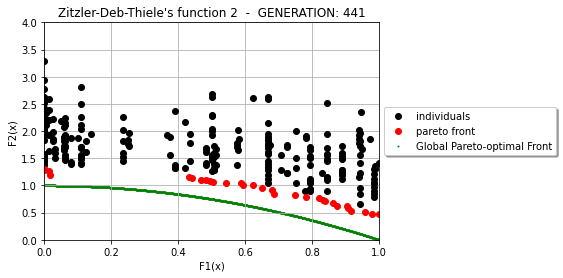 Zitzler-Deb-Thiele's function 2 - GENERATION: 441
4.0
3.5
3.0
2.5
2.0
1.5
1.0
0.5
0.0
F2(x)
0.0 0.2 0.4 0.6 0.8 1.0
F1(x)
individuals
pareto front
Global Pareto-optimal Front